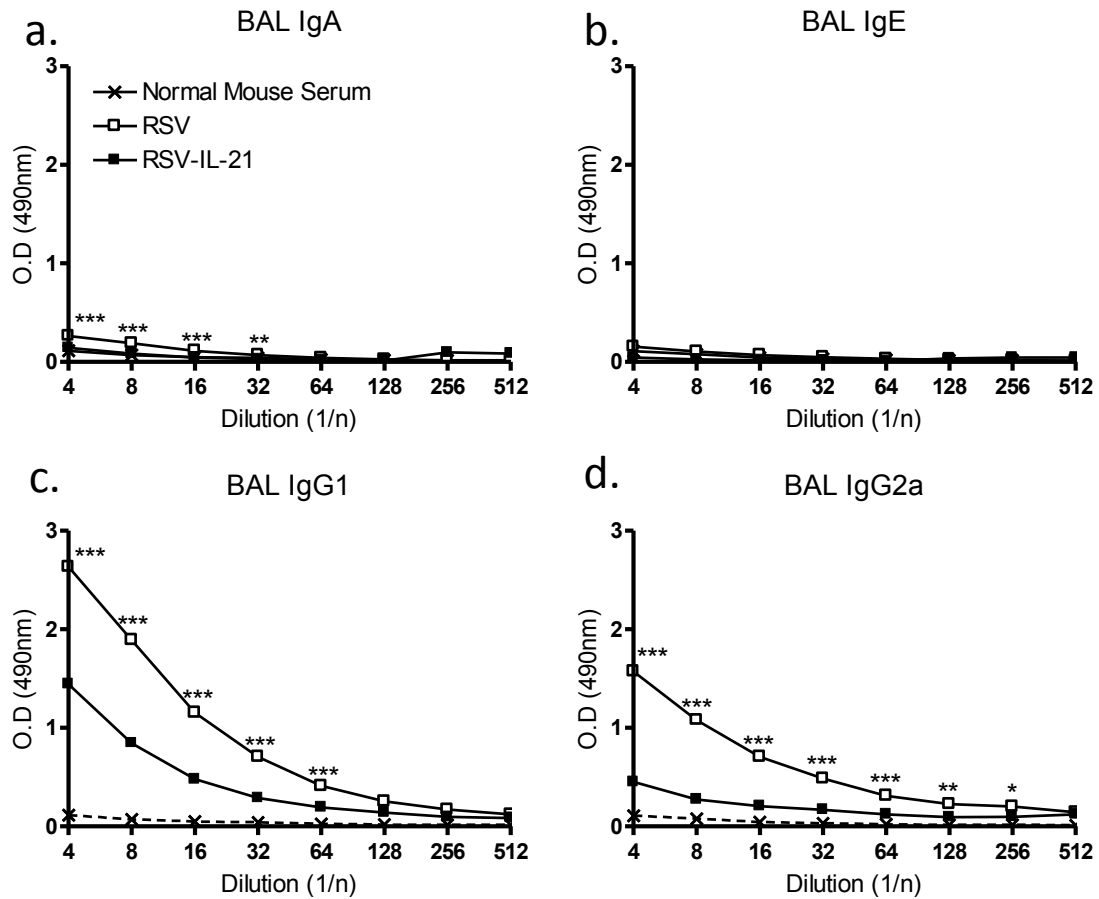 a.
BAL IgA
3
2
1
0
O.D (490nm)
Normal Mouse Serum
RSV
RSV-IL-21
***
***
***
**
4 8 16 32 64 128 256 512
Dilution (1/n)
b.
BAL IgE
3
2
1
0
O.D (490nm)
4 8 16 32 64 128 256 512
Dilution (1/n)
c.
BAL IgG1
3
2
1
0
O.D (490nm)
***
***
***
***
***
4 8 16 32 64 128 256 512
Dilution (1/n)
d.
BAL IgG2a
3
2
1
0
O.D (490nm)
***
***
***
***
***
**
*
4 8 16 32 64 128 256 512
Dilution (1/n)